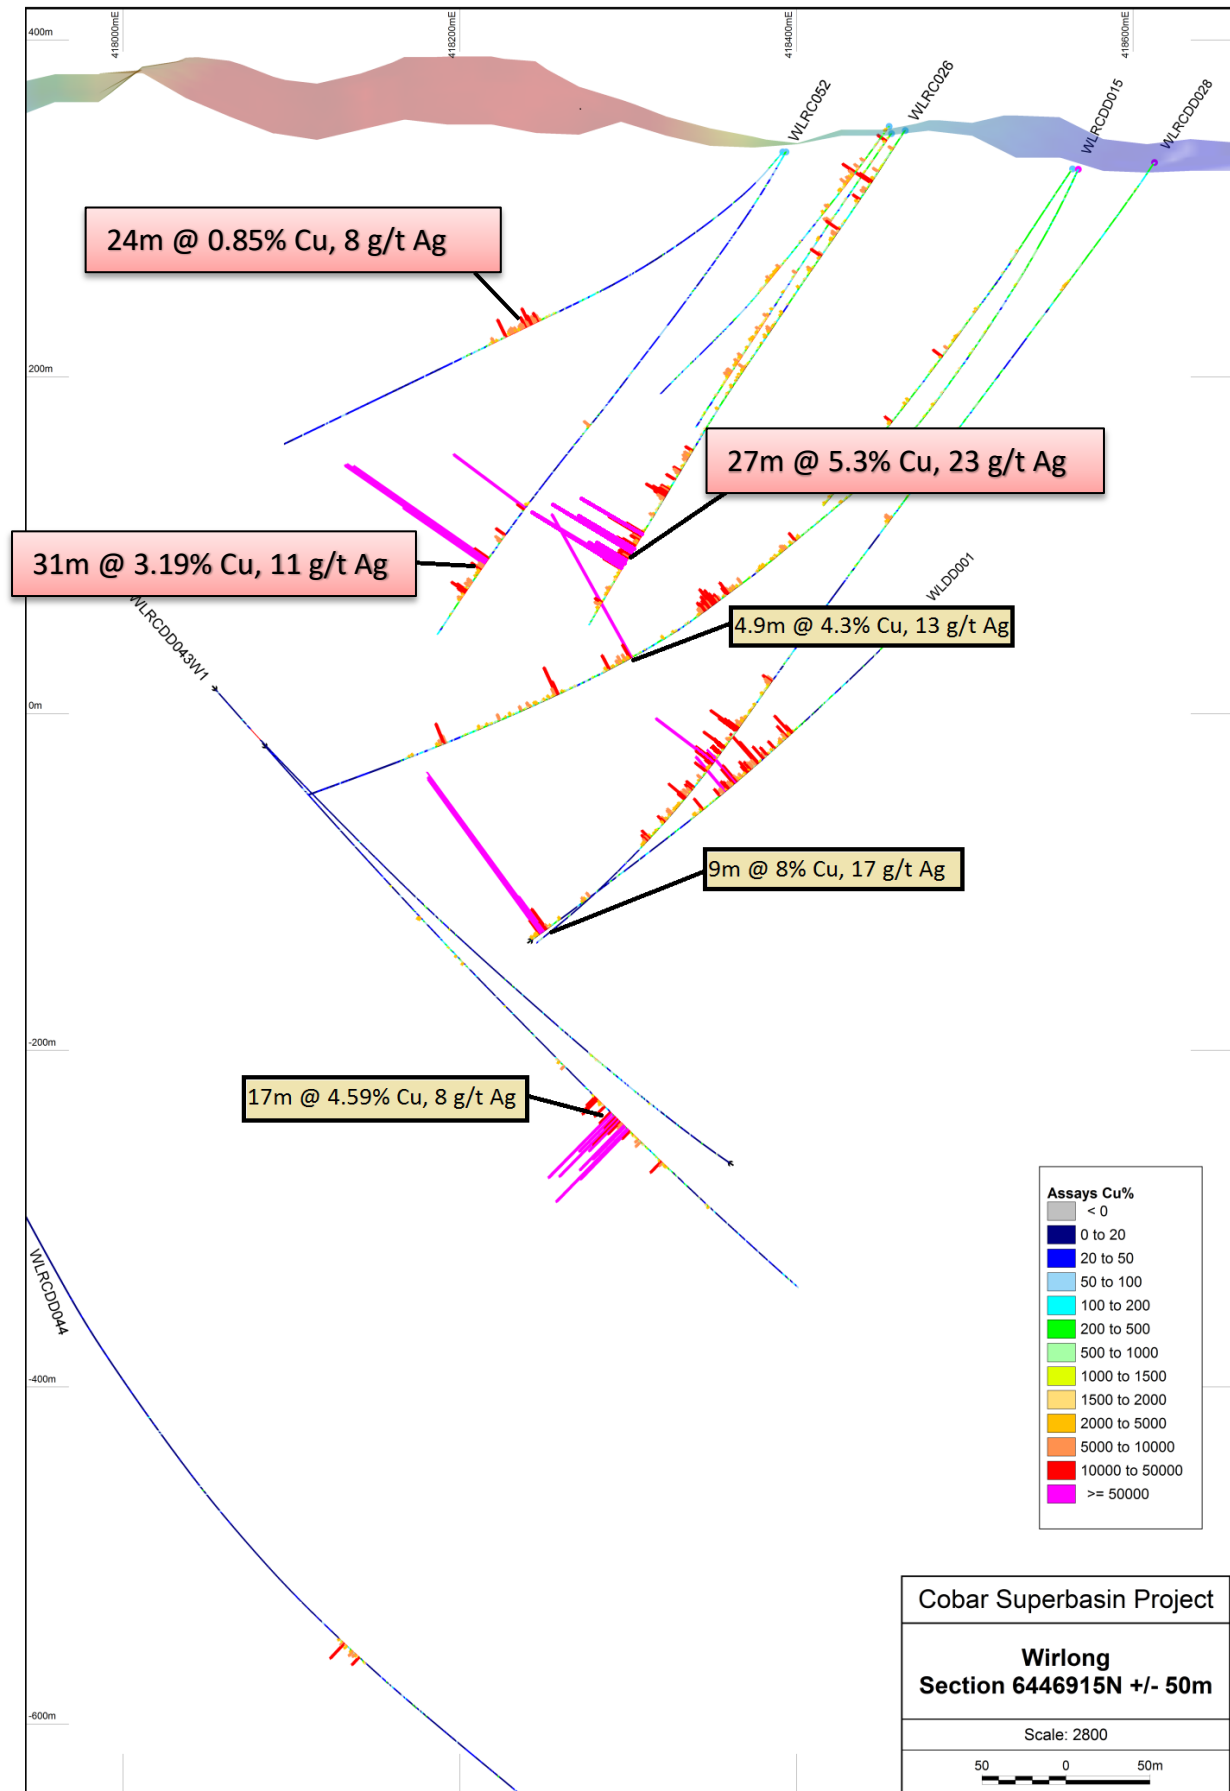 418000mE
418200mE
418400mE
418600mE
400m
WLRC052
WLRC026
WLRCDD015
WLRCDD028
24m @ 0.85% Cu, 8 g/t Ag
200m
27m @ 5.3% Cu, 23 g/t Ag
31m @ 3.19% Cu, 11 g/t Ag
WLRCDD043W1
WLDD001
4.9m @ 4.3% Cu, 13 g/t Ag
0m
9m @ 8% Cu, 17 g/t Ag
-200m
17m @ 4.59% Cu, 8 g/t Ag
WLRCDD044
-400m
-600m
Assays Cu%
< 0
0 to 20
20 to 50
50 to 100
100 to 200
200 to 500
500 to 1000
1000 to 1500
1500 to 2000
2000 to 5000
5000 to 10000
10000 to 50000
>= 50000
Cobar Superbasin Project
Wirlong
Section 6446915N +/- 50m
Scale: 2800
50 0 50m